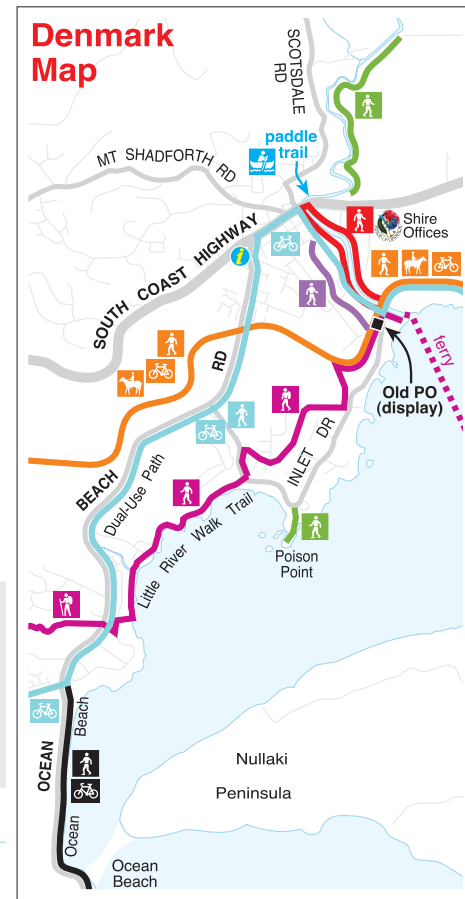 Denmark
Map
SCOTSDALE
RD
paddle
trail
MT SHADFORTH RD
Shire
Offices
SOUTH COAST HIGHWAY
i
ferry
RD
Old PO
(display)
INLET DR
BEACH
Dual-Use Path
Little River Walk Trail
Poison
Point
Beach
OCEAN
Nullaki
Peninsula
Ocean
Ocean
Beach